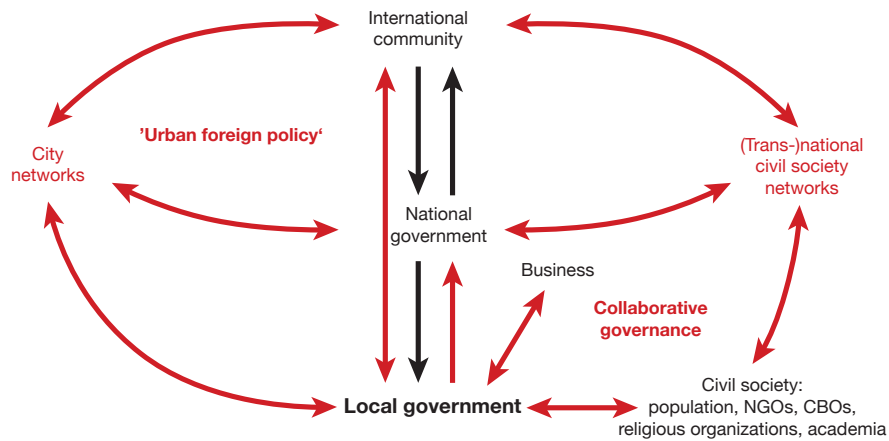 International
community
’Urban foreign policy‘
City
networks
(Trans-)national
civil society
networks
National
government
Business
Collaborative
governance
Local government
Civil society:
population, NGOs, CBOs,
religious organizations, academia